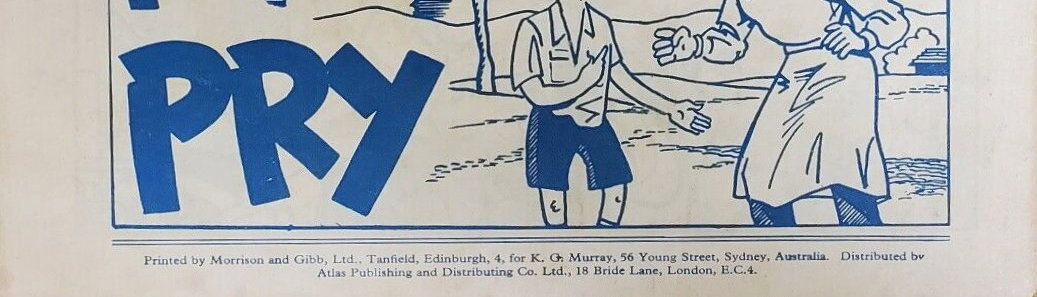 PRY
Printed by Morrison and Gibb, Ltd., Tanfield, Edinburgh, 4, for K. G. Murray, 56 Young Street, Sydney, Australia. Distributed by
Atlas Publishing and Distributing Co. Ltd., 18 Bride Lane, London, E.C.4.